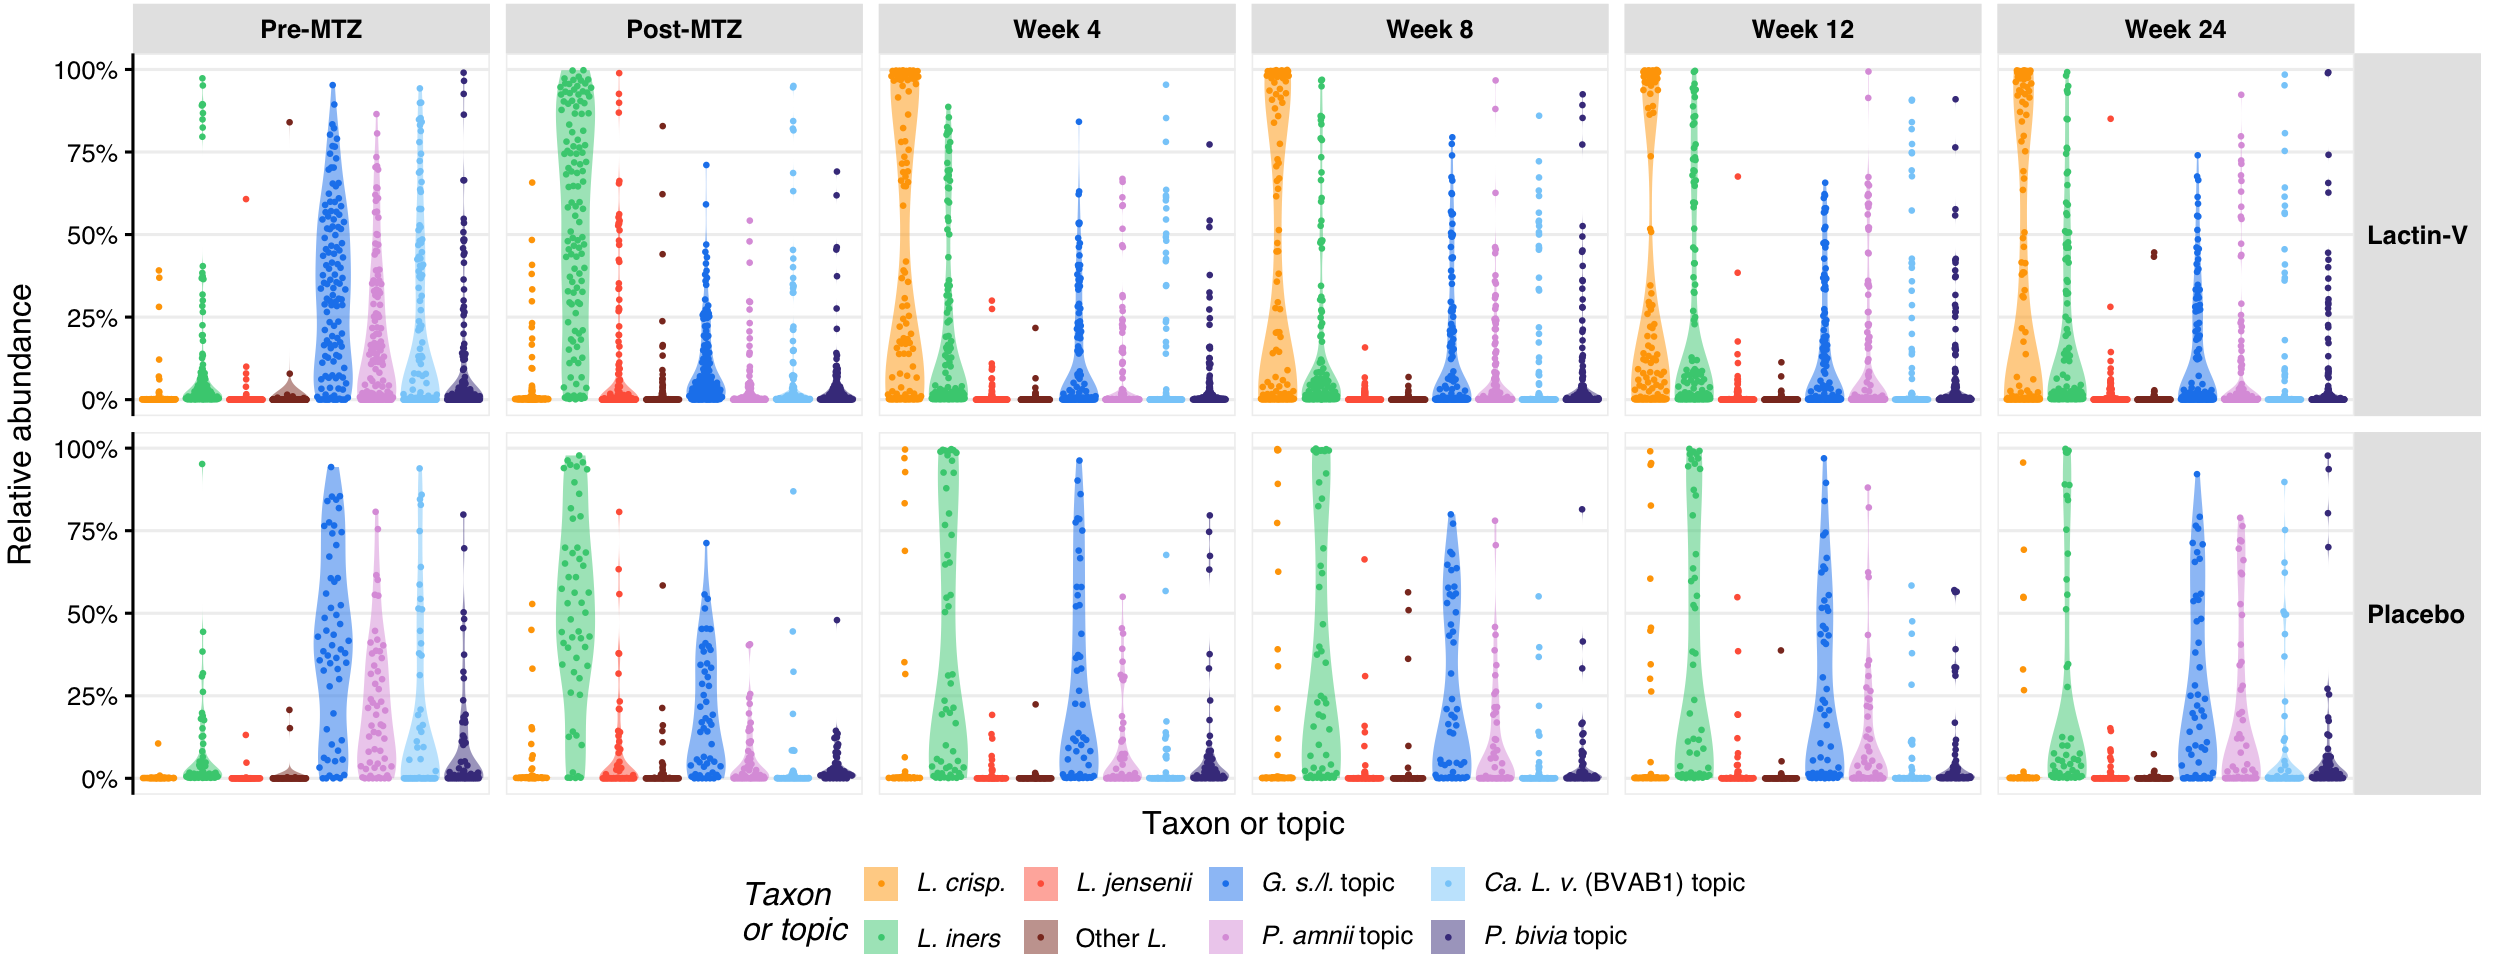 Pre-MTZ Post-MTZ Week 4 Week 8 Week 12 Week 24
100%
75%
50%
25%
0%
Lactin-V
100%
75%
50%
25%
0%
Placebo
Relative abundance
Taxon or topic
Taxon
or topic
L. crisp. L. jensenii G. s./l. topic Ca. L. v. (BVAB1) topic
L. iners Other L. P. amnii topic P. bivia topic